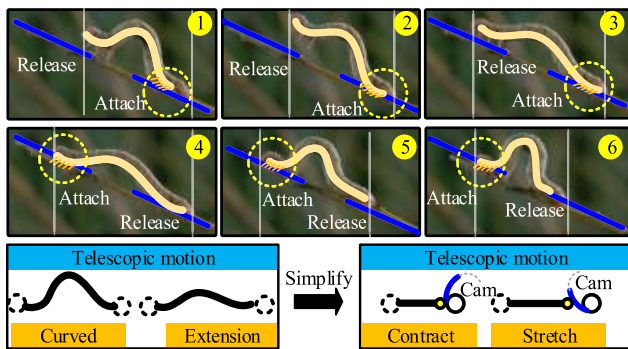 1
2
3
Release
Attach
Release
Attach
Release
Attach
4
5
6
Attach
Release
Attach
Release
Attach
Release
Telescopic motion
Simplify
Telescopic motion
Cam
Cam
Curved
Extension
Contract
Stretch